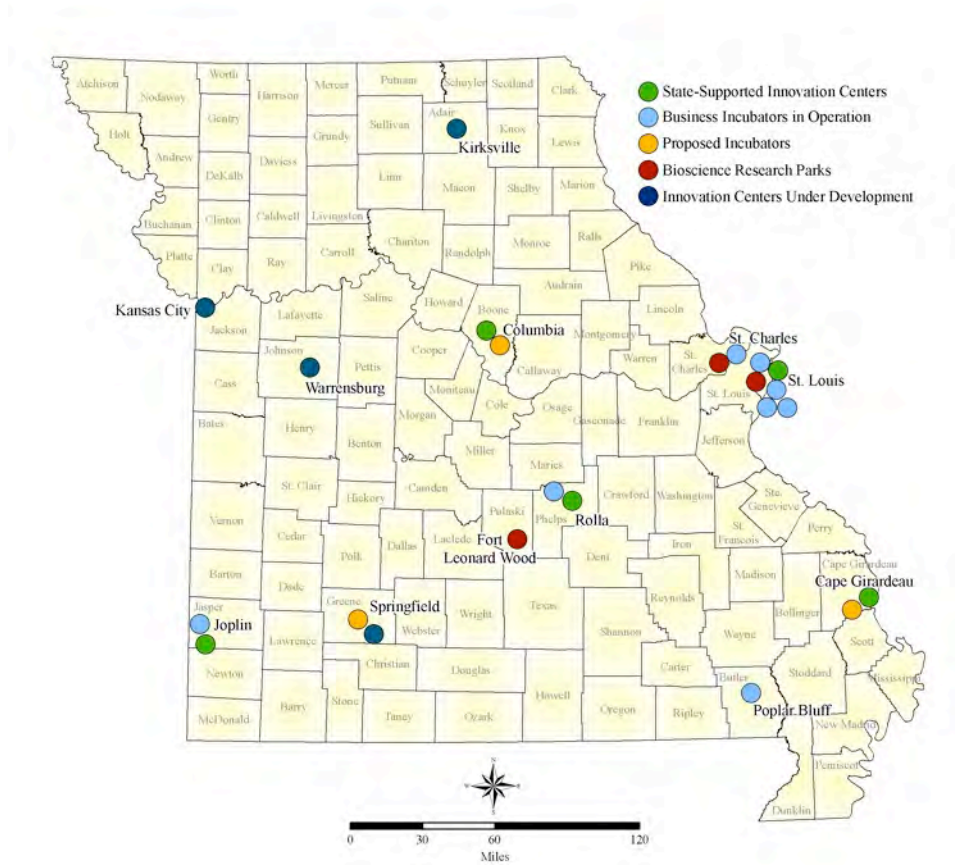 Atchison
Nodaway
Worth
Harrison
Mercer
Putnam
Schuyler
Scotland
Clark
State-Supported Innovation Centers
Business Incubators in Operation
Proposed Incubators
Bioscience Research Parks
Innovation Centers Under Development
Holt
Gentry
Grundy
Sullivan
Adair
Kirksville
Knox
Lewis
Andrew
DeKalb
Daviess
Linn
Macon
Shelby
Marion
Buchanan
Clinton
Caldwell
Livingston
Chariton
Randolph
Monroe
Ralls
Platte
Clay
Ray
Carroll
Pike
Kansas City
Jackson
Lafayette
Saline
Howard
Boone
Columbia
Audrain
Lincoln
Montgomery
Warren
St. Charles
St.
Charles
St. Louis
St. Louis
Cass
Johnson
Warrensburg
Pettis
Cooper
Moniteau
Callaway
Cole
Osage
Gasconade
Franklin
Jefferson
Bates
Henry
Benton
Morgan
Miller
Maries
St. Clair
Hickory
Camden
Pulaski
Phelps
Rolla
Crawford
Washington
Ste.
Genevieve
St.
Francois
Perry
Vernon
Cedar
Polk
Dallas
Laclede
Fort
Leonard Wood
Dent
Iron
Madison
Cape Girardeau
Cape Girardeau
Barton
Dade
Greene
Springfield
Webster
Wright
Texas
Shannon
Reynolds
Wayne
Bollinger
Scott
Jasper
Joplin
Lawrence
Christian
Douglas
Carter
Butler
Stoddard
Mississippi
Newton
McDonald
Barry
Stone
Taney
Ozark
Howell
Oregon
Ripley
Poplar Bluff
New Madrid
Pemiscot
Dunklin
N
W
E
S
0 30 60 120
Miles